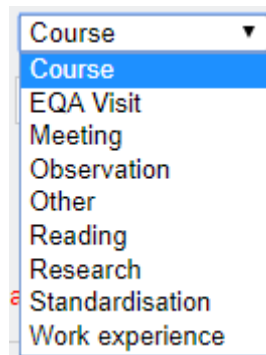 Course
Course
EQA Visit
Meeting
Observation
Other
Reading
Research
Standardisation
Work experience